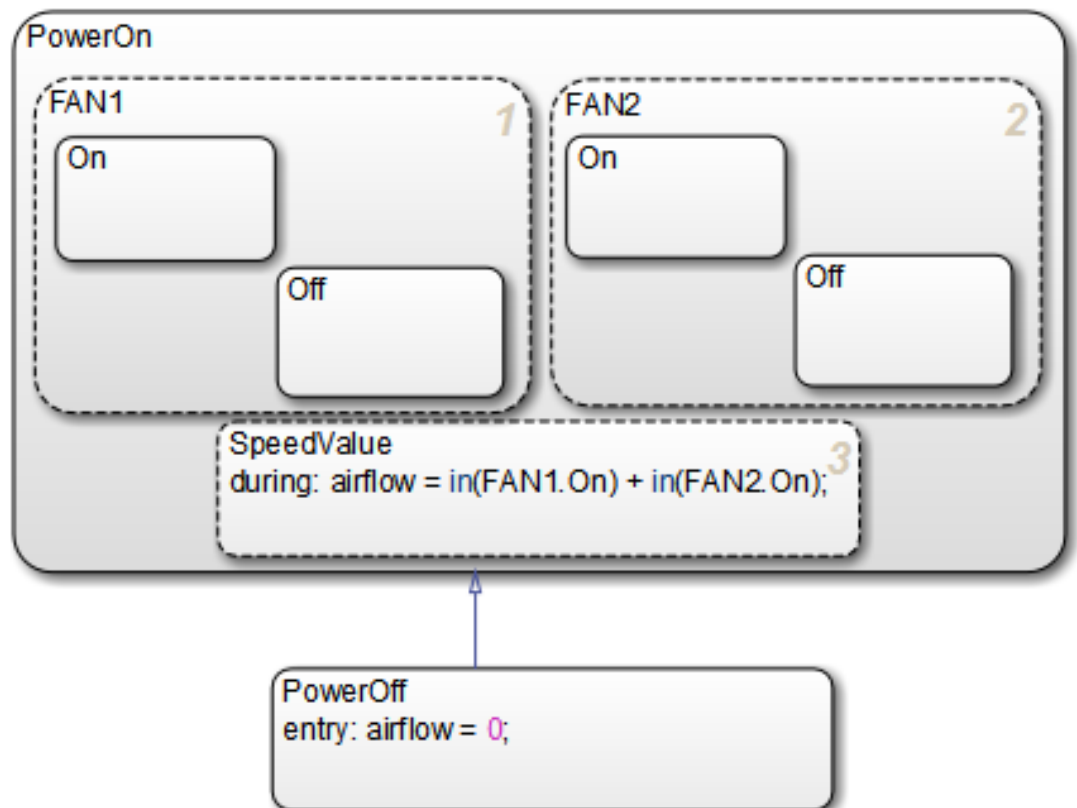 PowerOn
FAN1
1
On
Off
FAN2
2
On
Off
SpeedValue
3
during: airflow = in(FAN1.On) + in(FAN2.On);
PowerOff
entry: airflow = 0;